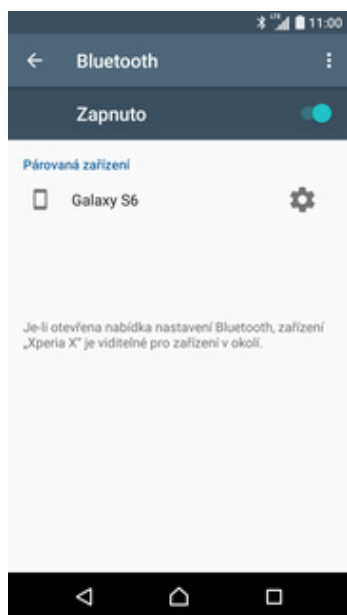 LTE 11:00
Bluetooth
Zapnuto
Párovaná zařízení
Galaxy S6
Je-li otevřena nabídka nastavení Bluetooth, zařízení
„Xperia X" je viditelné pro zařízení v okolí.